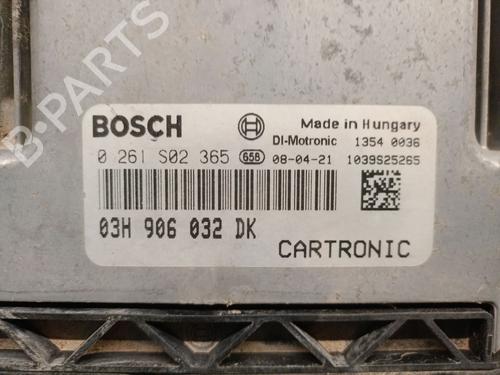 BOSCH
Made in Hungary
DI-Motronic 1354 0036
0 261 S02 365 658 08-04-21 1039S25265
03H 906 032 DK
CARTRONIC
B-PARTS